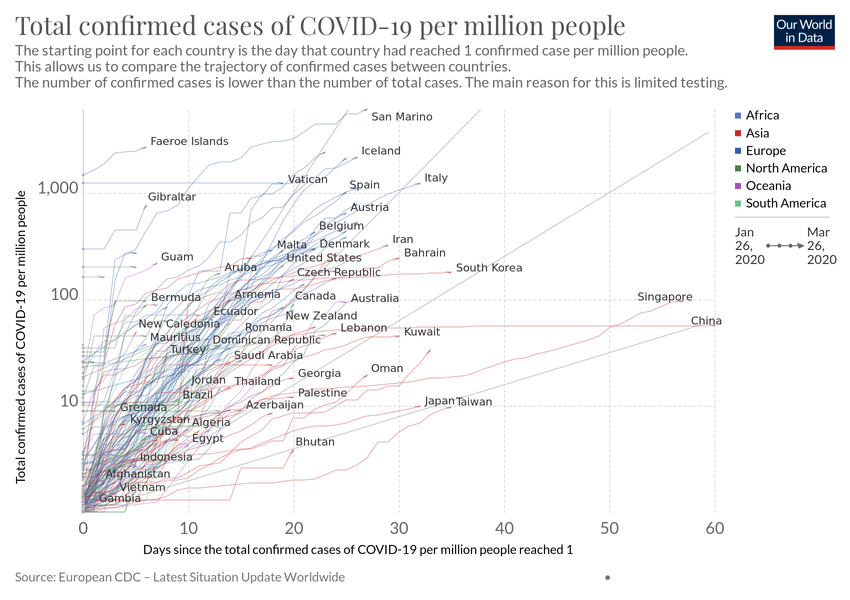 Total confirmed cases of COVID-19 per million people
Our World
in Data
The starting point for each country is the day that country had reached 1 confirmed case per million people.
This allows us to compare the trajectory of confirmed cases between countries.
The number of confirmed cases is lower than the number of total cases. The main reason for this is limited testing.
San Marino
Faeroe Islands
Iceland
Vatican
Italy
Spain
Gibraltar
Austria
Belgium
Malta
Denmark
Iran
Bahrain
Guam
United States
Aruba
Czech Republic
South Korea
Bermuda
Armenia
Canada
Australia
Singapore
Ecuador
New Zealand
New Caledonia
Romania
Lebanon
China
Mauritius
Dominican Republic
Kuwait
Turkey
Saudi Arabia
Jordan
Thailand
Georgia
Oman
Brazil
Palestine
Grenada
Azerbaijan
Japan
Taiwan
Kyrgyzstan
Algeria
Cuba
Egypt
Bhutan
Indonesia
Afghanistan
Vietnam
Gambia
1,000
100
10
0
10
20
30
40
50
60
Total confirmed cases of COVID-19 per million people
Days since the total confirmed cases of COVID-19 per million people reached 1
Africa
Asia
Europe
North America
Oceania
South America
Jan
26,
2020
Mar
26,
2020
Source: European CDC – Latest Situation Update Worldwide